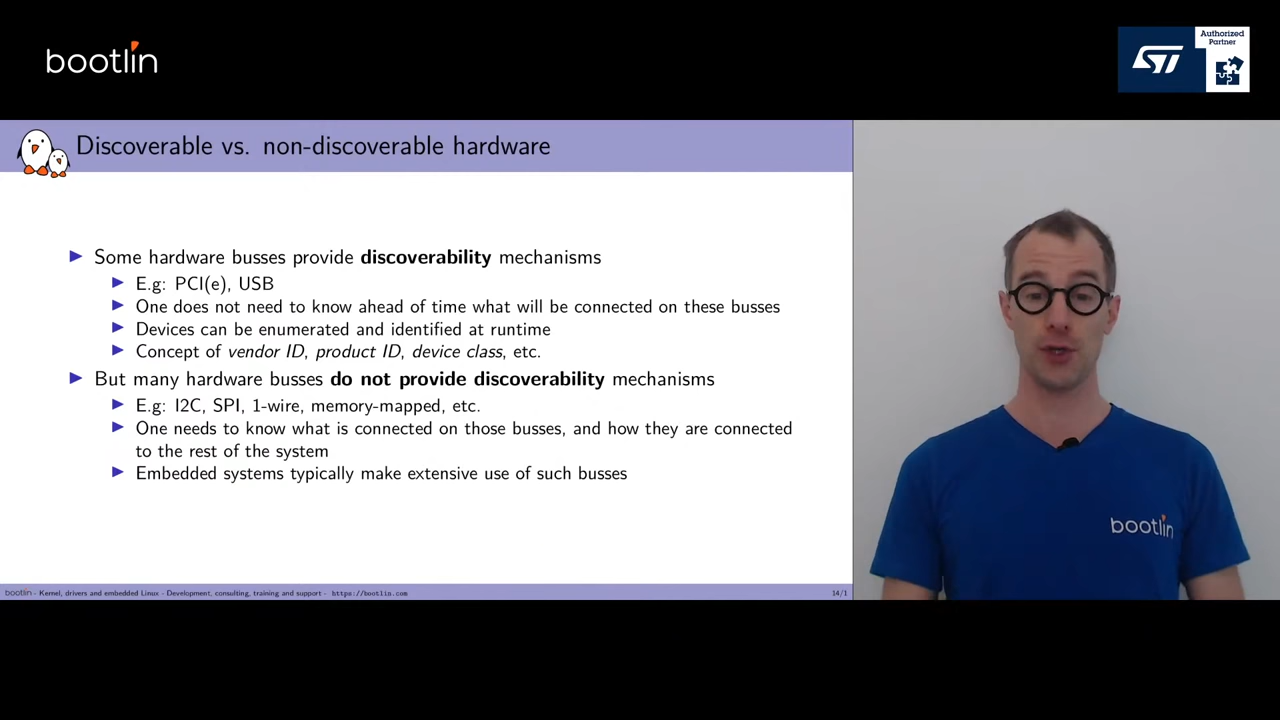 bootlin
ST
Authorized
Partner
Discoverable vs. non-discoverable hardware
▶ Some hardware busses provide discoverability mechanisms
▶ E.g: PCI(e), USB
▶ One does not need to know ahead of time what will be connected on these busses
▶ Devices can be enumerated and identified at runtime
▶ Concept of vendor ID, product ID, device class, etc.
▶ But many hardware busses do not provide discoverability mechanisms
▶ E.g: I2C, SPI, 1-wire, memory-mapped, etc.
▶ One needs to know what is connected on those busses, and how they are connected
to the rest of the system
▶ Embedded systems typically make extensive use of such busses
bootlin
bootlin - Kernel, drivers and embedded Linux - Development, consulting, training and support - https://bootlin.com
14/1